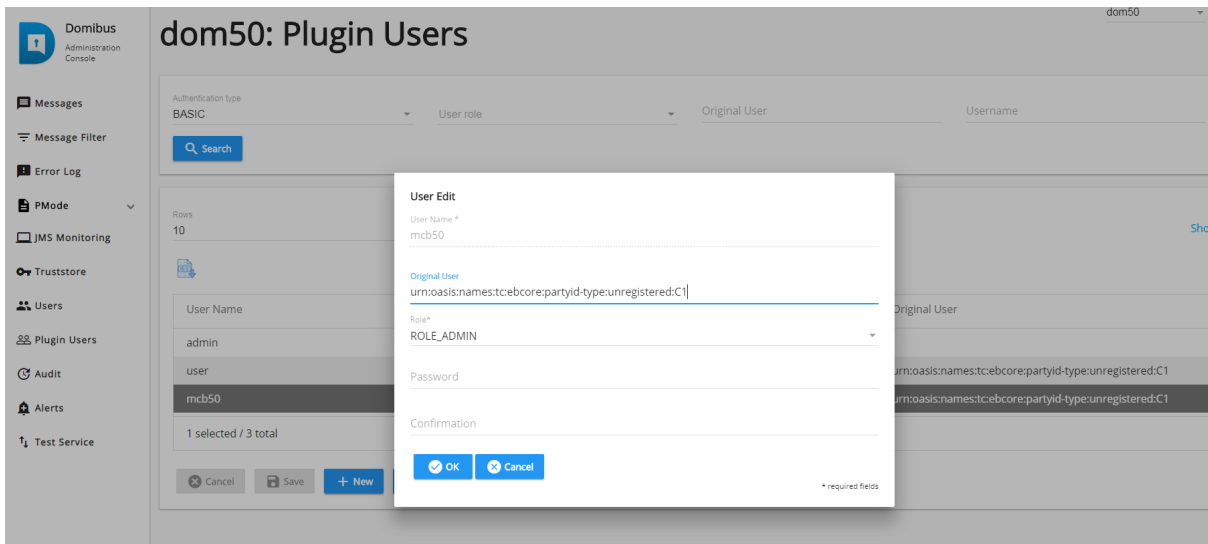 Domibus
Administration
Console
dom50: Plugin Users
dom50
Messages
Message Filter
Error Log
PMode
JMS Monitoring
Truststore
Users
Plugin Users
Audit
Alerts
Test Service
Authentication type
BASIC
User role
Original User
Username
Search
Rows
10
Sho
User Name
Original User
admin
user
urn:oasis:names:tc:ebcore:partyid-type:unregistered:C1
mcb50
urn:oasis:names:tc:ebcore:partyid-type:unregistered:C1
1 selected / 3 total
Cancel
Save
+ New
User Edit
User Name *
mcb50
Original User
urn:oasis:names:tc:ebcore:partyid-type:unregistered:C1
Role*
ROLE_ADMIN
Password
Confirmation
OK
Cancel
* required fields